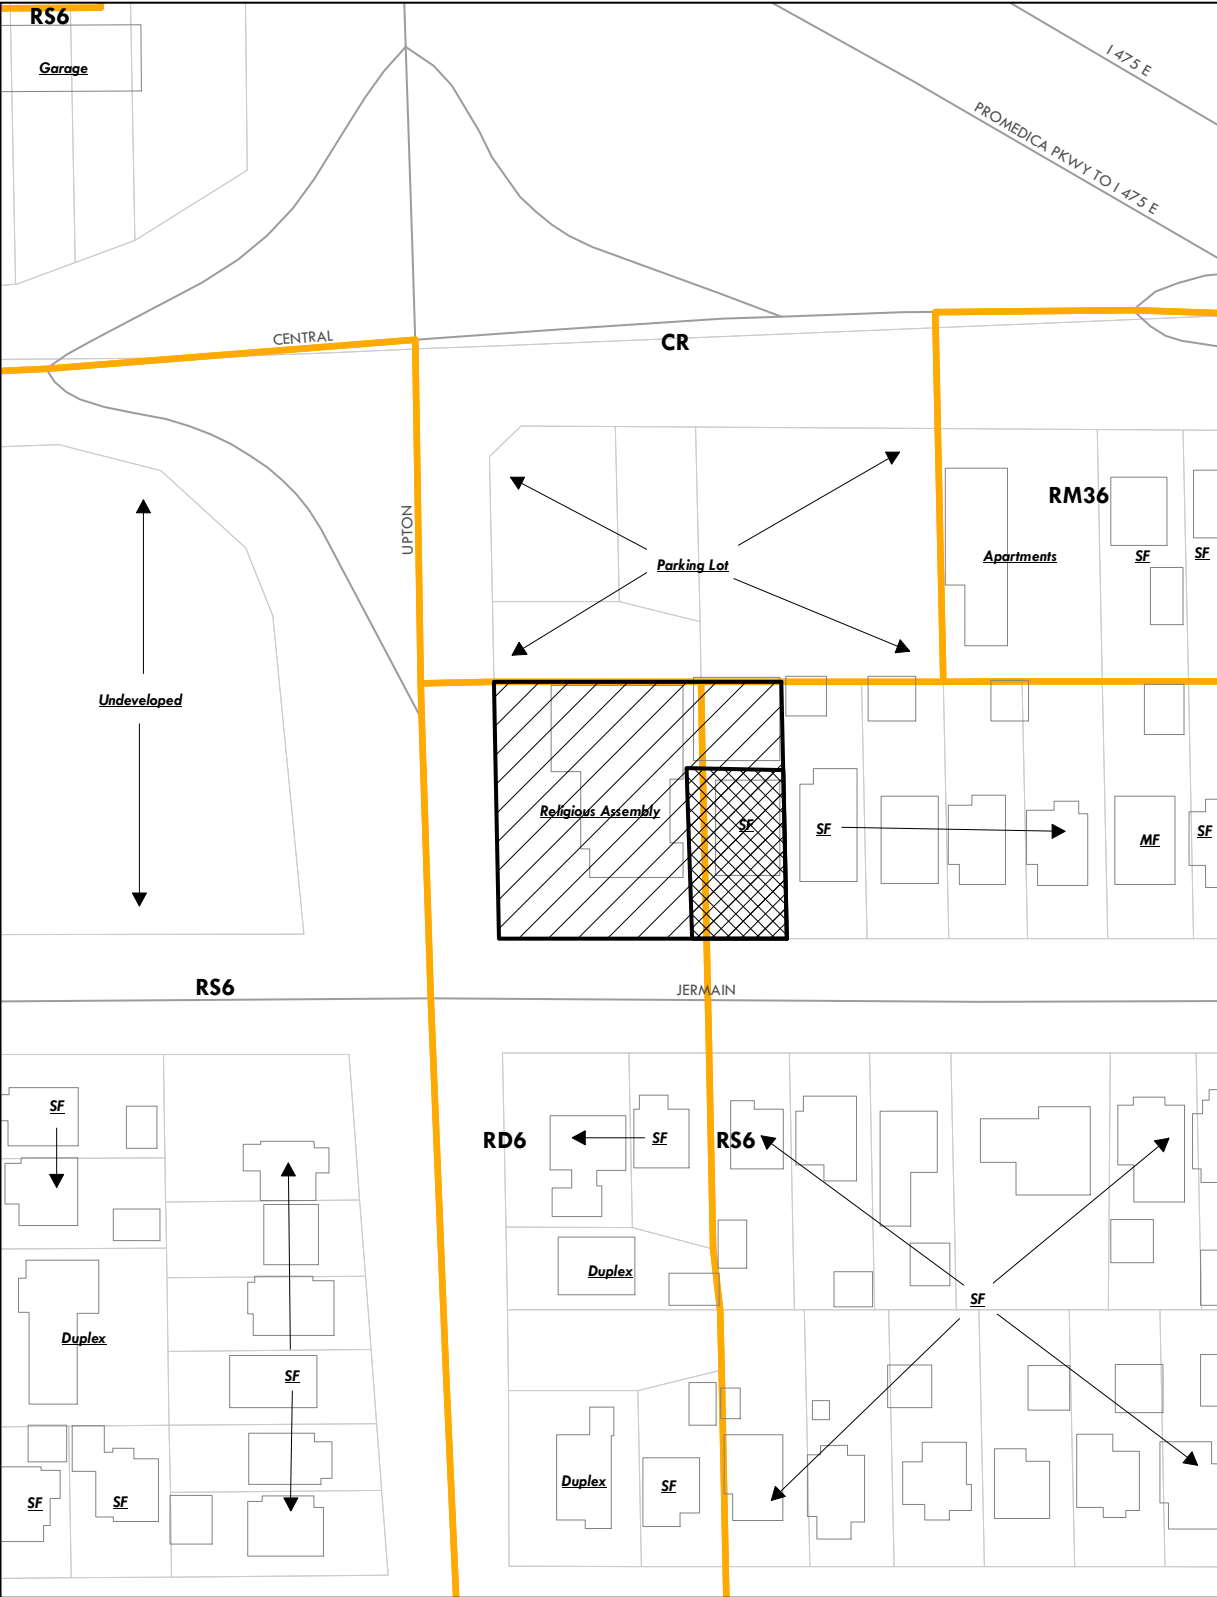 RS6
Garage
I 475 E
PROMEDICA PKWY TO I 475 E
CENTRAL
CR
RM36
UPTON
Parking Lot
Apartments
SF
SF
Undeveloped
Religious Assembly
SF
SF
MF
SF
RS6
JERMAIN
SF
RD6
SF
RS6
Duplex
SF
Duplex
SF
Duplex
SF
SF
SF